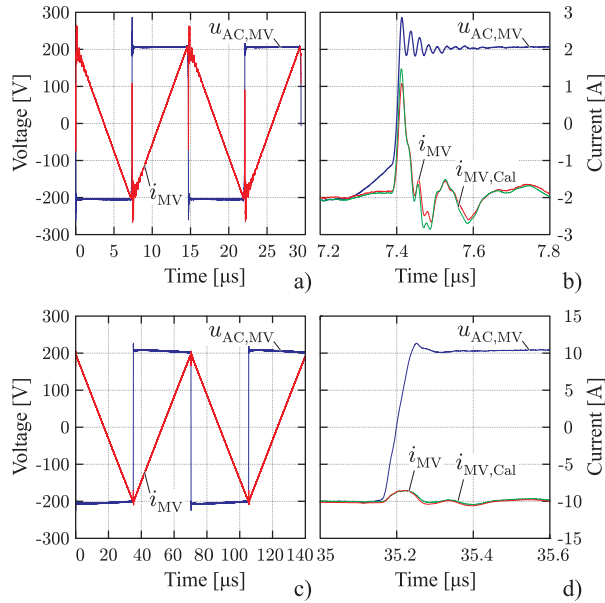 300
200
100
0
-100
-200
-300
Voltage [V]
u_AC,MV
i_MV
0 5 10 15 20 25 30
Time [μs]
a)
u_AC,MV
i_MV
i_MV,Cal
3
2
1
0
-1
-2
-3
Current [A]
7.2 7.4 7.6 7.8
Time [μs]
b)
300
200
100
0
-100
-200
-300
Voltage [V]
u_AC,MV
i_MV
0 20 40 60 80 100 120 140
Time [μs]
c)
u_AC,MV
i_MV
i_MV,Cal
15
10
5
0
-5
-10
-15
Current [A]
35 35.2 35.4 35.6
Time [μs]
d)